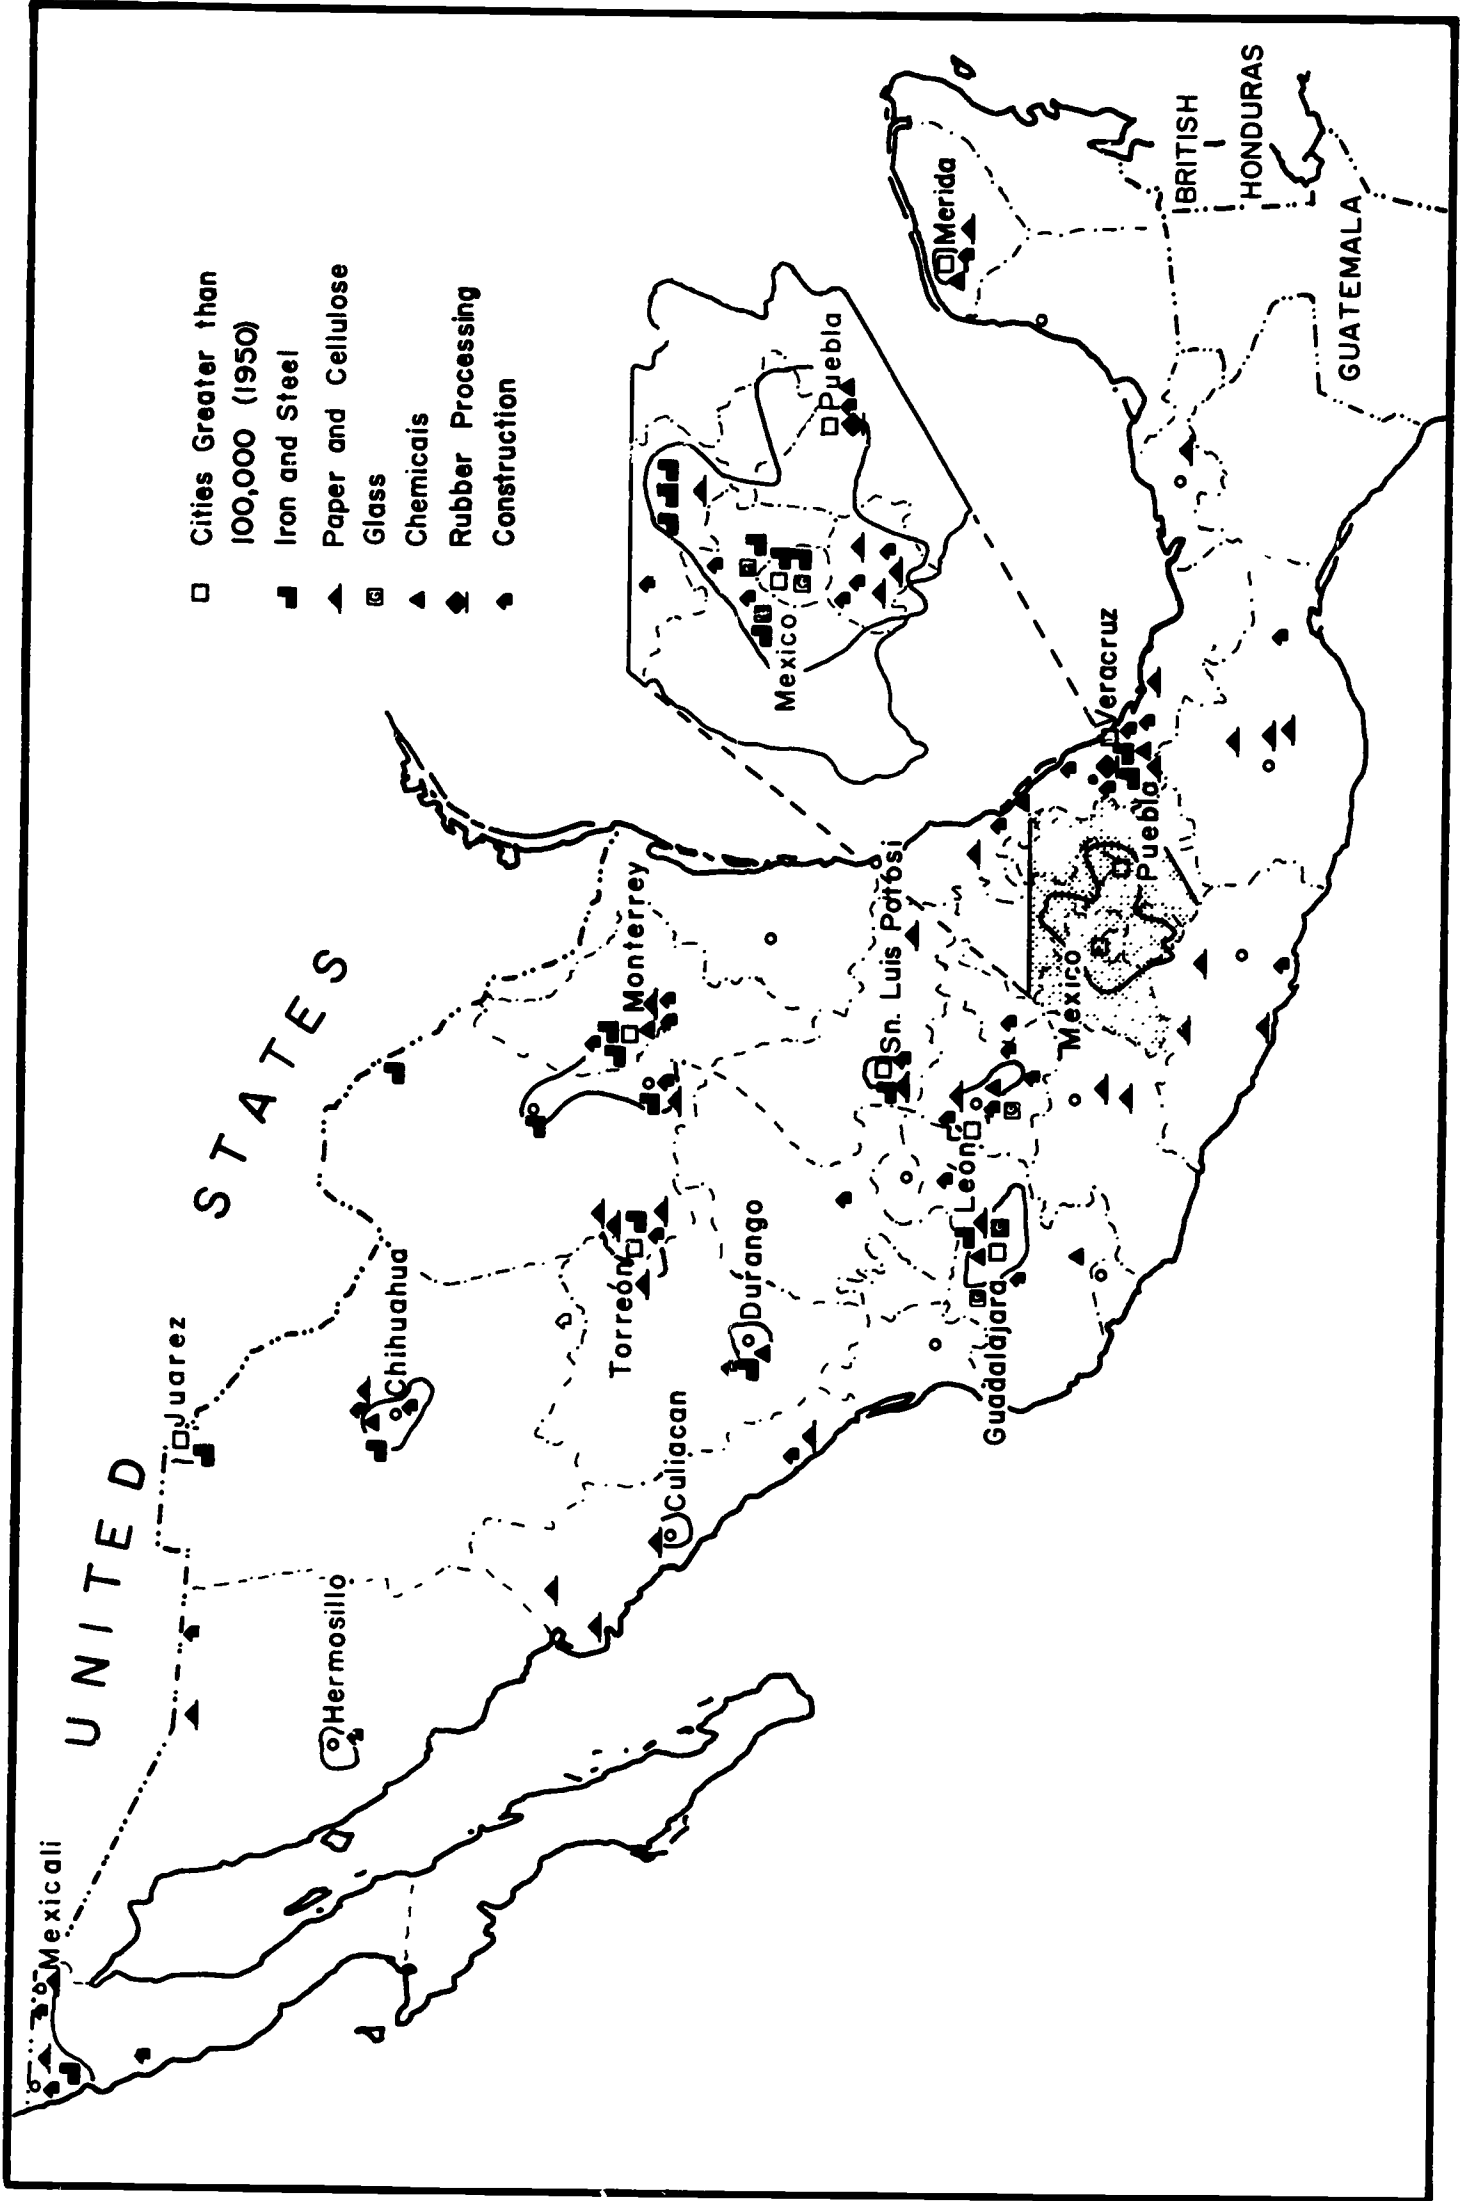 UNITED STATES
Cities Greater than
100,000 (1950)
Iron and Steel
Paper and Cellulose
G Glass
Chemicals
Rubber Processing
Construction
Mexicali
Juarez
Hermosillo
Chihuahua
Monterrey
Torreón
Culiacan
Durango
Sn. Luis Potosi
León
Guadalajara
G
G
G
Mexico
Puebla
Veracruz
Mexico
G
G
G
Puebla
Merida
BRITISH
HONDURAS
GUATEMALA